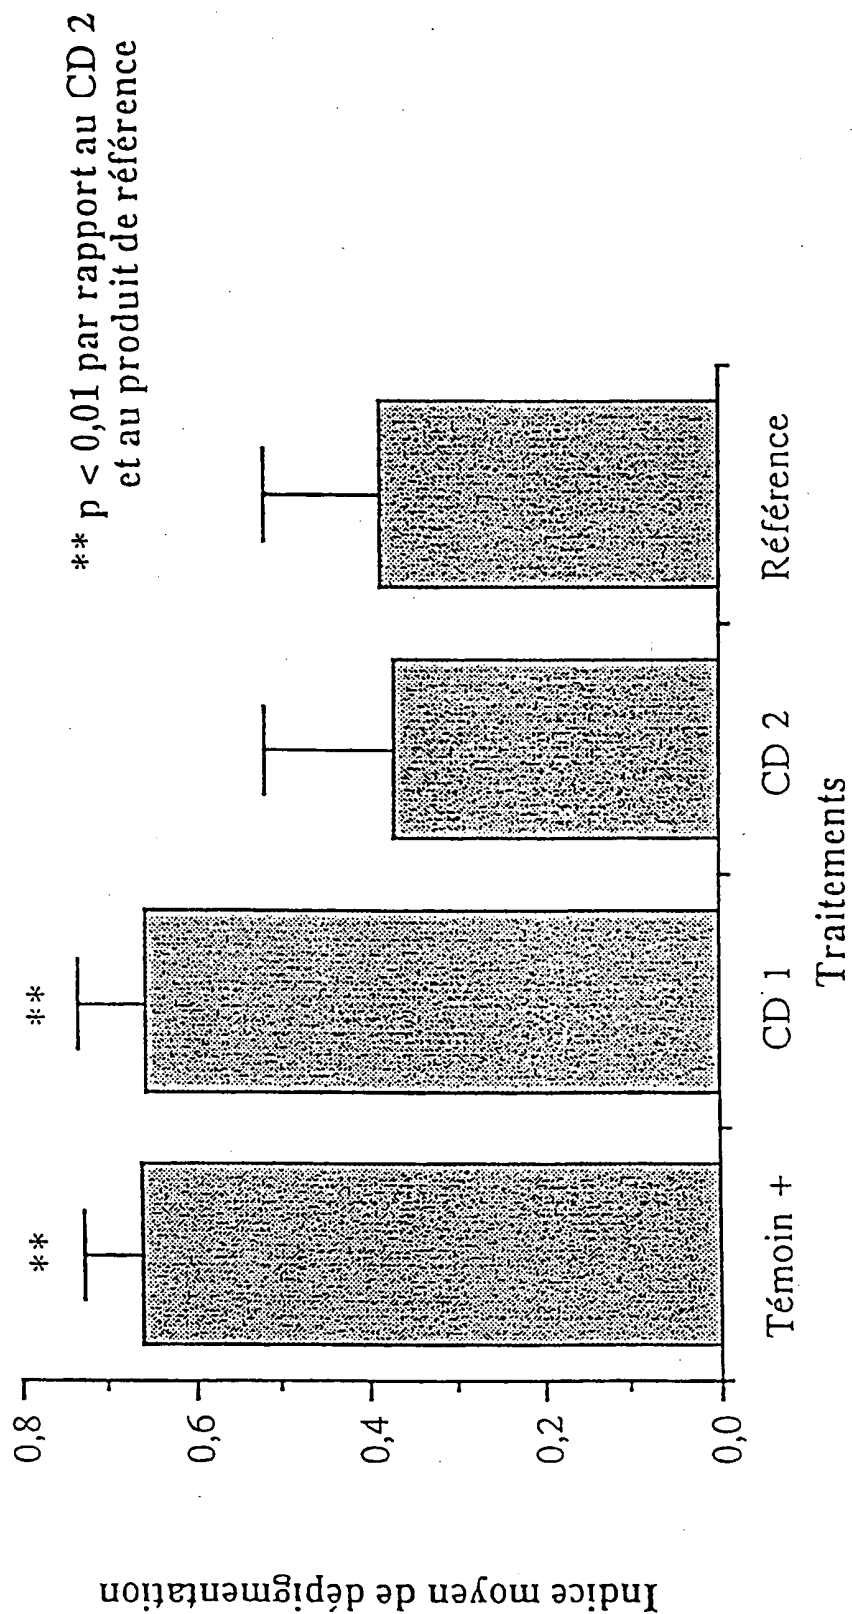 ** p < 0,01 par rapport au CD 2
et au produit de référence
Indice moyen de dépigmentation
0,8
0,6
0,4
0,2
0,0
**
**
Témoin +
CD 1
CD 2
Référence
Traitements